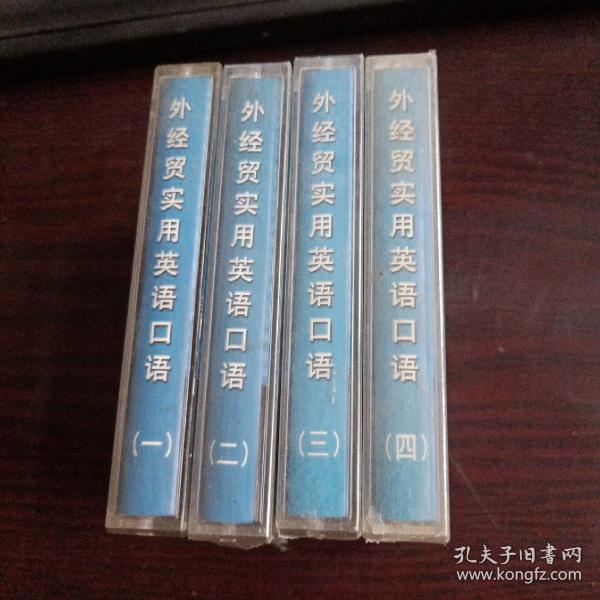 外经贸实用英语口语
（一）
外经贸实用英语口语
（二）
外经贸实用英语口语
（三）
外经贸实用英语口语
（四）
孔夫子旧書网
www.kongfz.com